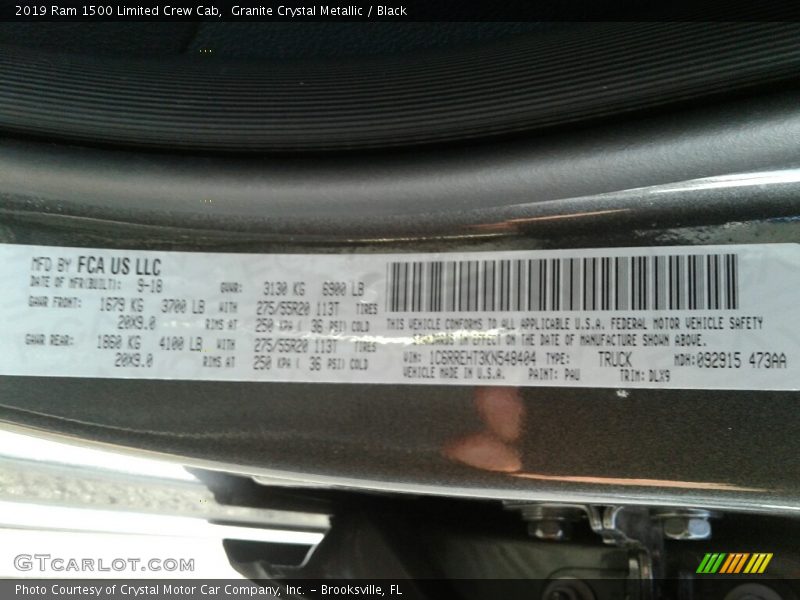 2019 Ram 1500 Limited Crew Cab,  Granite Crystal Metallic / Black
MFD BY FCA US LLC
DATE OF MFR(BUILT): 9-18 GVWR: 3130 KG 6900 LB
GAWR FRONT: 1679 KG 3700 LB WITH 275/55R20 113T TIRES
20X9.0 RIMS AT 250 KPA ( 36 PSI) COLD
GAWR REAR: 1860 KG 4100 LB WITH 275/55R20 113T TIRES
20X9.0 RIMS AT 250 KPA ( 36 PSI) COLD
THIS VEHICLE CONFORMS TO ALL APPLICABLE U.S.A. FEDERAL MOTOR VEHICLE SAFETY
STANDARDS IN EFFECT ON THE DATE OF MANUFACTURE SHOWN ABOVE.
VIN: 1C6RREHT3KN548404 TYPE: TRUCK MDH: 092915 473AA
VEHICLE MADE IN U.S.A. PAINT: PAU TRIM: DLX9
GTCARLOT.COM
Photo Courtesy of Crystal Motor Car Company, Inc. – Brooksville, FL